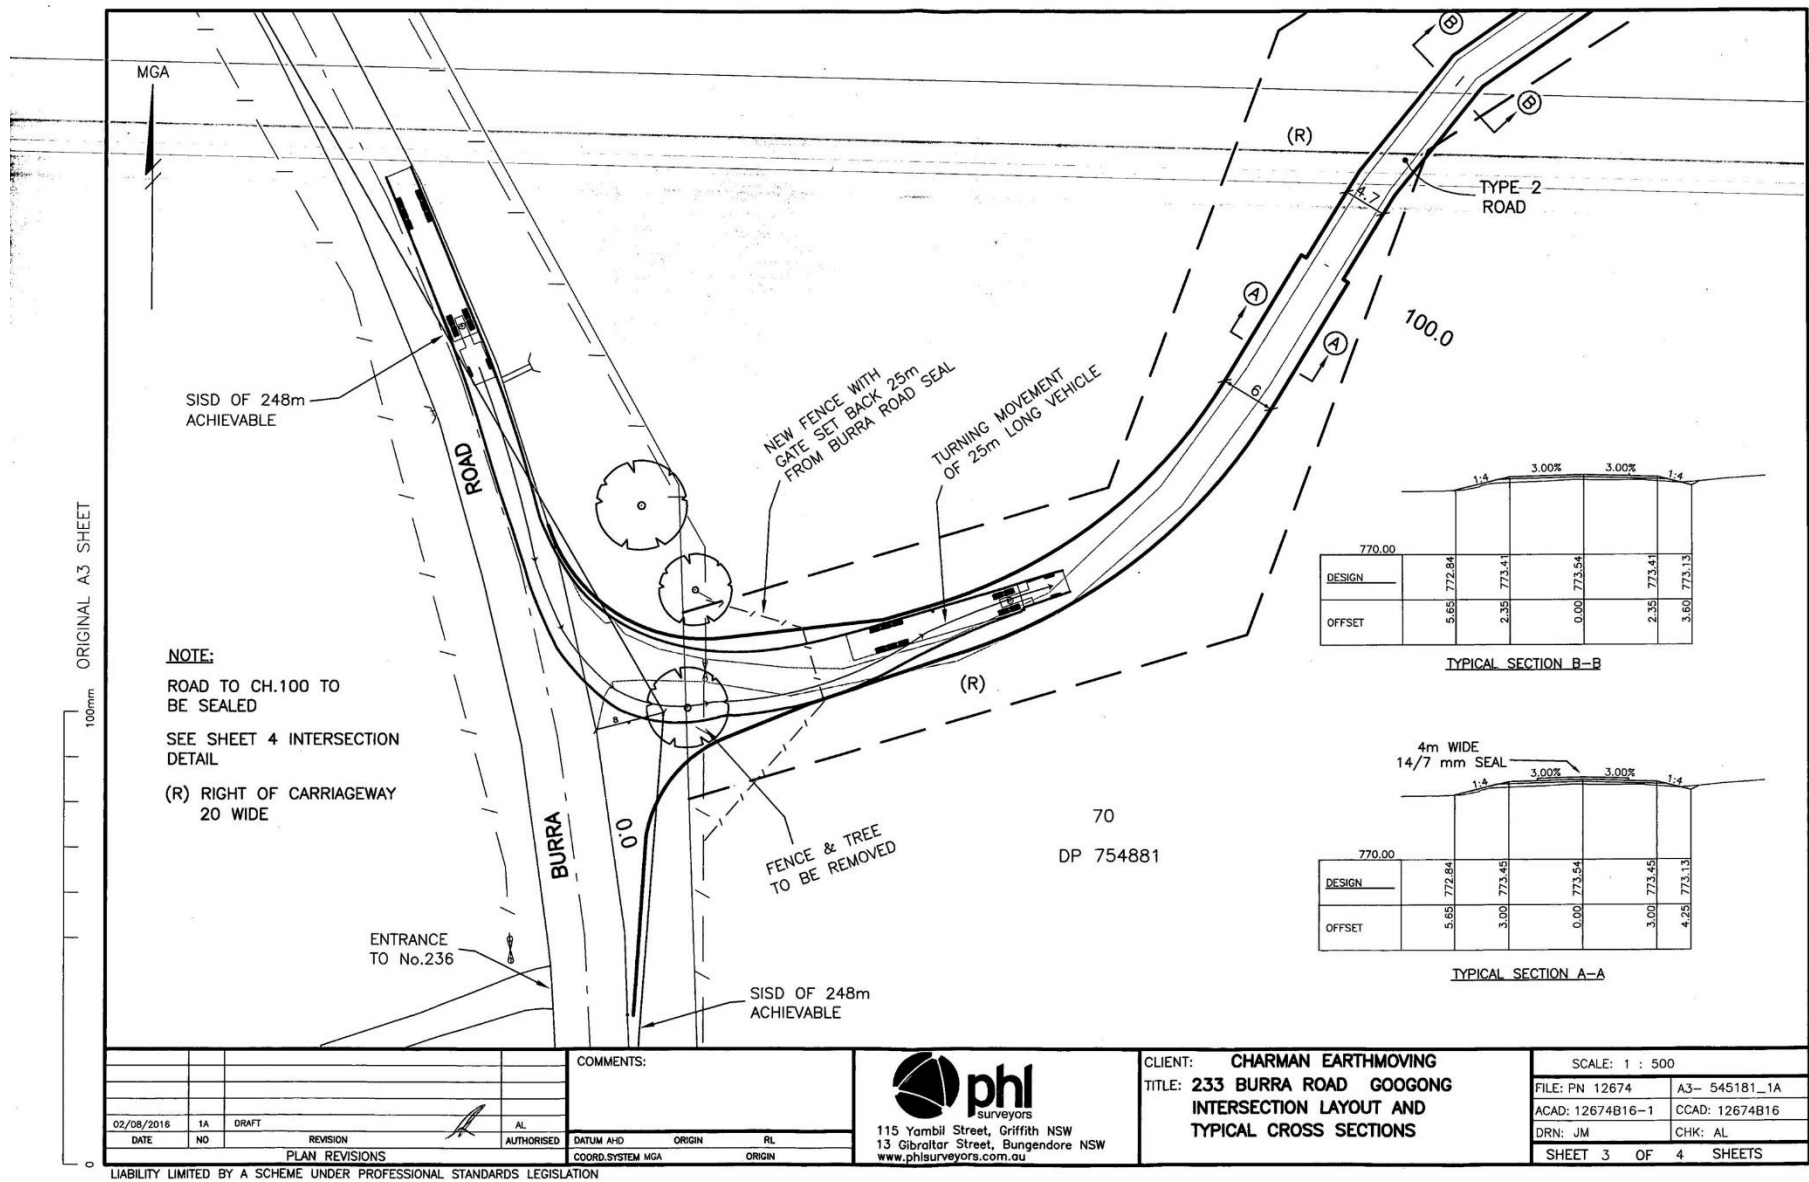 MGA
B
B
(R)
TYPE 2
ROAD
4.7
A
A
100.0
6
SISD OF 248m
ACHIEVABLE
ROAD
NEW FENCE WITH
GATE SET BACK 25m
FROM BURRA ROAD SEAL
TURNING MOVEMENT
OF 25m LONG VEHICLE
ORIGINAL A3 SHEET
100mm
0
NOTE:
ROAD TO CH.100 TO
BE SEALED
SEE SHEET 4 INTERSECTION
DETAIL
(R) RIGHT OF CARRIAGEWAY
20 WIDE
(R)
8
BURRA
0.0
FENCE & TREE
TO BE REMOVED
70
DP 754881
ENTRANCE
TO No.236
SISD OF 248m
ACHIEVABLE
1:4 3.00% 3.00% 1:4
770.00
DESIGN 772.84 773.41 773.54 773.41 773.13
OFFSET 5.65 2.35 0.00 2.35 3.60
TYPICAL SECTION B-B
4m WIDE
14/7 mm SEAL
1:4 3.00% 3.00% 1:4
770.00
DESIGN 772.84 773.45 773.54 773.45 773.13
OFFSET 5.65 3.00 0.00 3.00 4.25
TYPICAL SECTION A-A
02/08/2016 1A DRAFT AL
DATE NO REVISION AUTHORISED
PLAN REVISIONS
COMMENTS:
DATUM AHD ORIGIN RL
COORD.SYSTEM MGA ORIGIN
phl
surveyors
115 Yambil Street, Griffith NSW
13 Gibraltar Street, Bungendore NSW
www.phlsurveyors.com.au
CLIENT: CHARMAN EARTHMOVING
TITLE: 233 BURRA ROAD GOOGONG
INTERSECTION LAYOUT AND
TYPICAL CROSS SECTIONS
SCALE: 1 : 500
FILE: PN 12674 A3- 545181_1A
ACAD: 12674B16-1 CCAD: 12674B16
DRN: JM CHK: AL
SHEET 3 OF 4 SHEETS
LIABILITY LIMITED BY A SCHEME UNDER PROFESSIONAL STANDARDS LEGISLATION